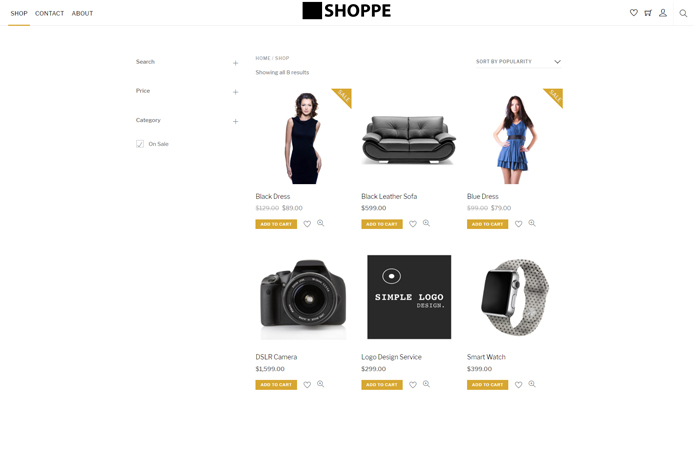 SHOP CONTACT ABOUT
SHOPPE
Search
Price
Category
On Sale
HOME / SHOP
SORT BY POPULARITY
Showing all 8 results
SALE
SALE
Black Dress
$129.00 $89.00
ADD TO CART
Black Leather Sofa
$599.00
ADD TO CART
Blue Dress
$99.00 $79.00
ADD TO CART
SIMPLE LOGO
DESIGN.
DSLR Camera
$1,599.00
ADD TO CART
Logo Design Service
$299.00
ADD TO CART
Smart Watch
$399.00
ADD TO CART